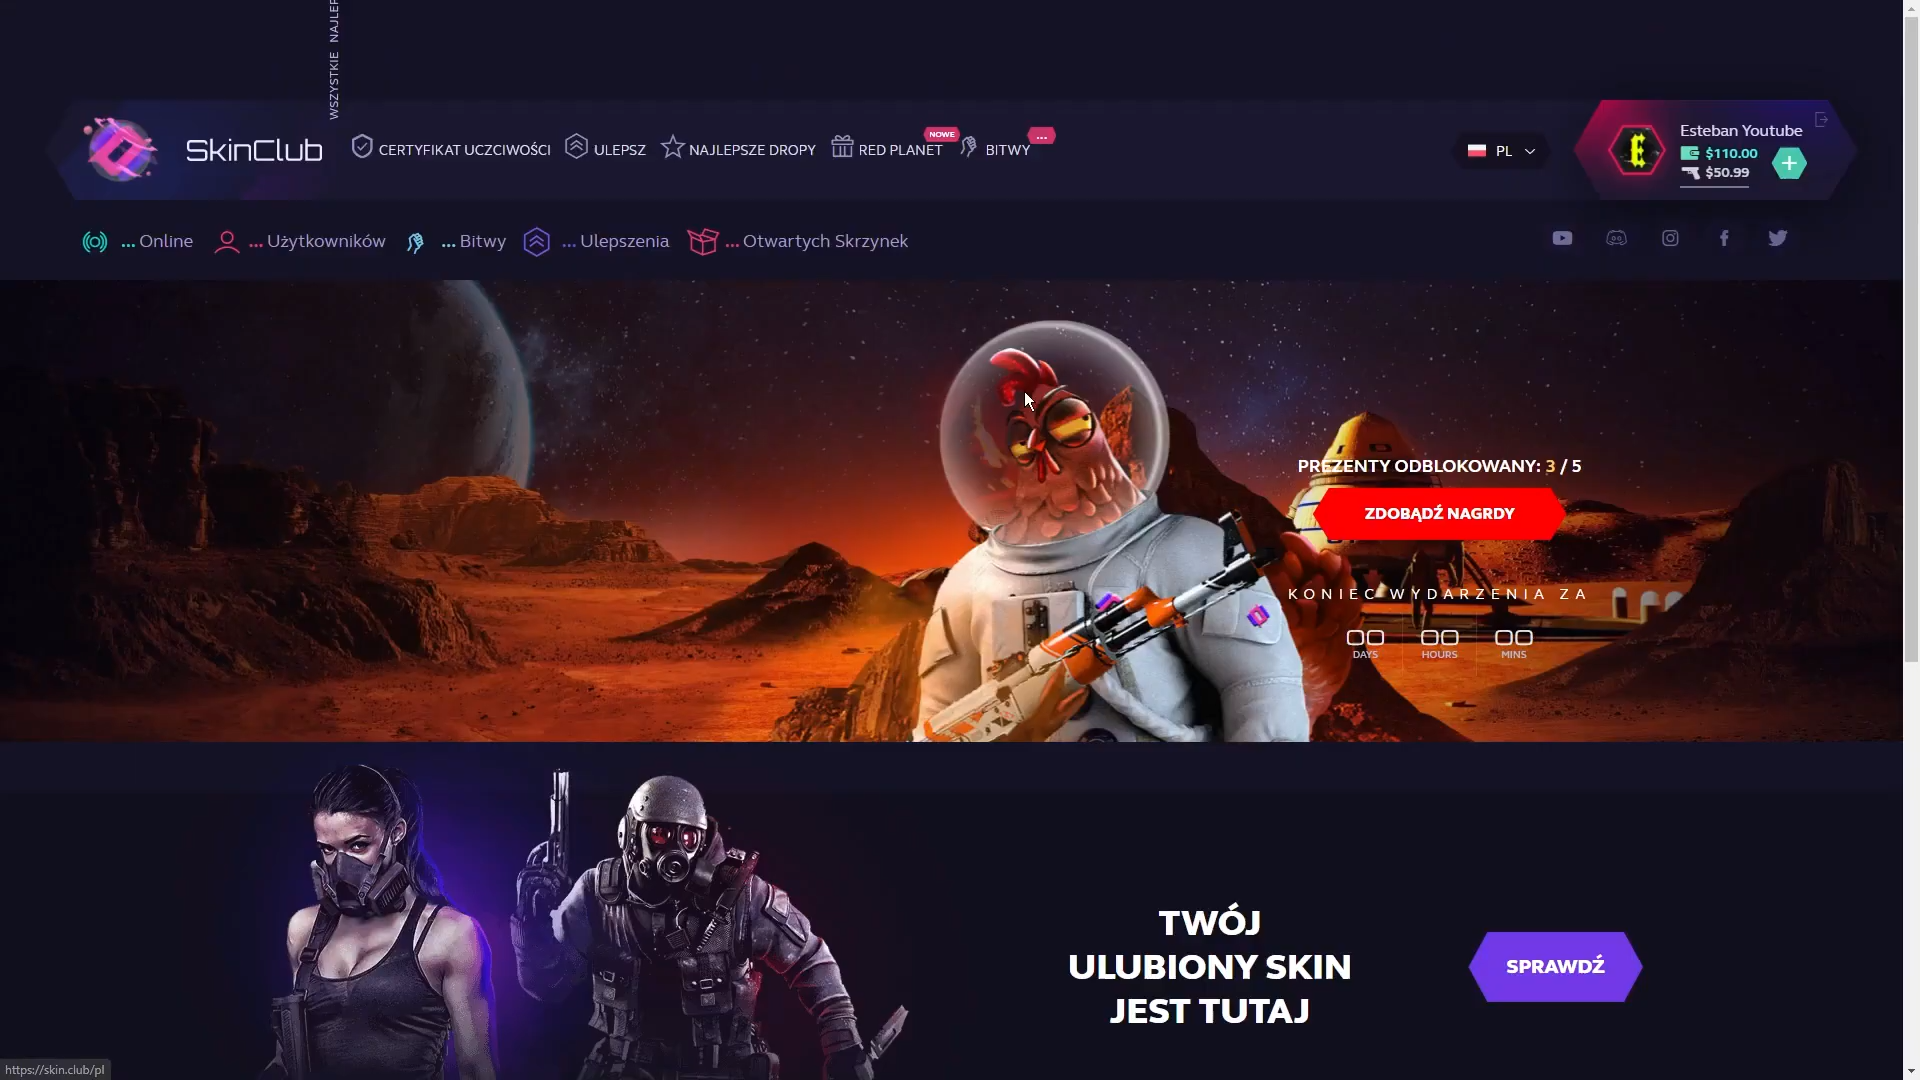 WSZYSTKIE NAJLEP
SkinClub
CERTYFIKAT UCZCIWOŚCI
ULEPSZ
NAJLEPSZE DROPY
RED PLANET
NOWE
BITWY
...
PL
Esteban Youtube
$110.00
$50.99
... Online
... Użytkowników
... Bitwy
... Ulepszenia
... Otwartych Skrzynek
PREZENTY ODBLOKOWANY: 3 / 5
ZDOBĄDŹ NAGRDY
KONIEC WYDARZENIA ZA
00 00 00
DAYS HOURS MINS
TWÓJ
ULUBIONY SKIN
JEST TUTAJ
SPRAWDŹ
https://skin.club/pl